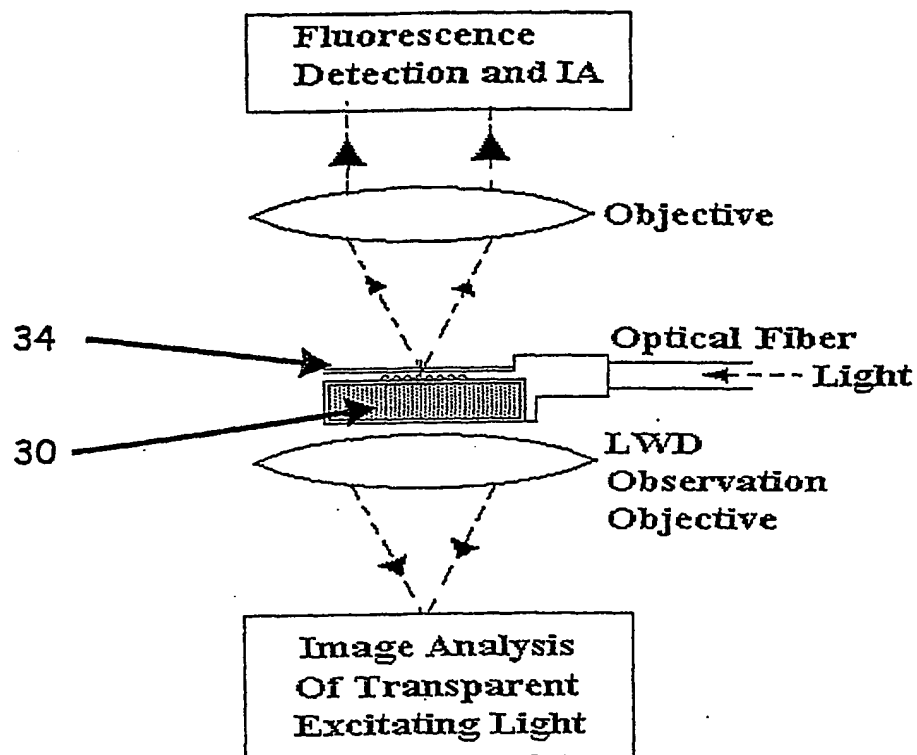 Fluorescence
Detection and IA
Objective
34
Optical Fiber
Light
30
LWD
Observation
Objective
Image Analysis
Of Transparent
Excitating Light